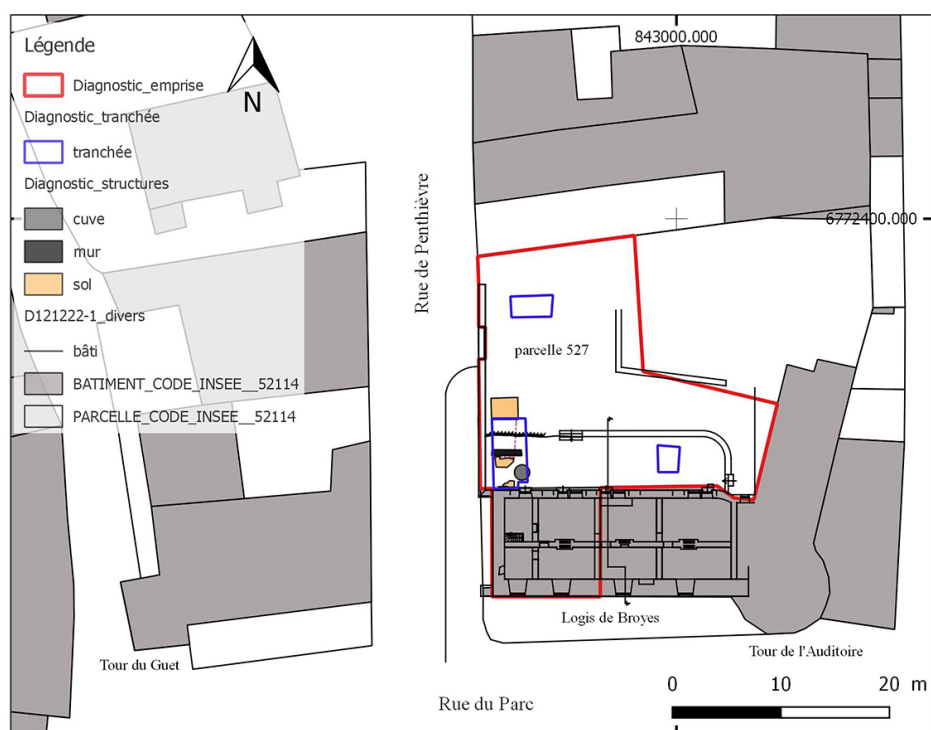 Légende
Diagnostic_emprise
Diagnostic_tranchée
tranchée
Diagnostic_structures
cuve
mur
sol
D121222-1_divers
bâti
BATIMENT_CODE_INSEE__52114
PARCELLE_CODE_INSEE__52114
N
843000.000
6772400.000
Rue de Penthièvre
parcelle 527
Logis de Broyes
Tour du Guet
Tour de l'Auditoire
Rue du Parc
0 10 20 m